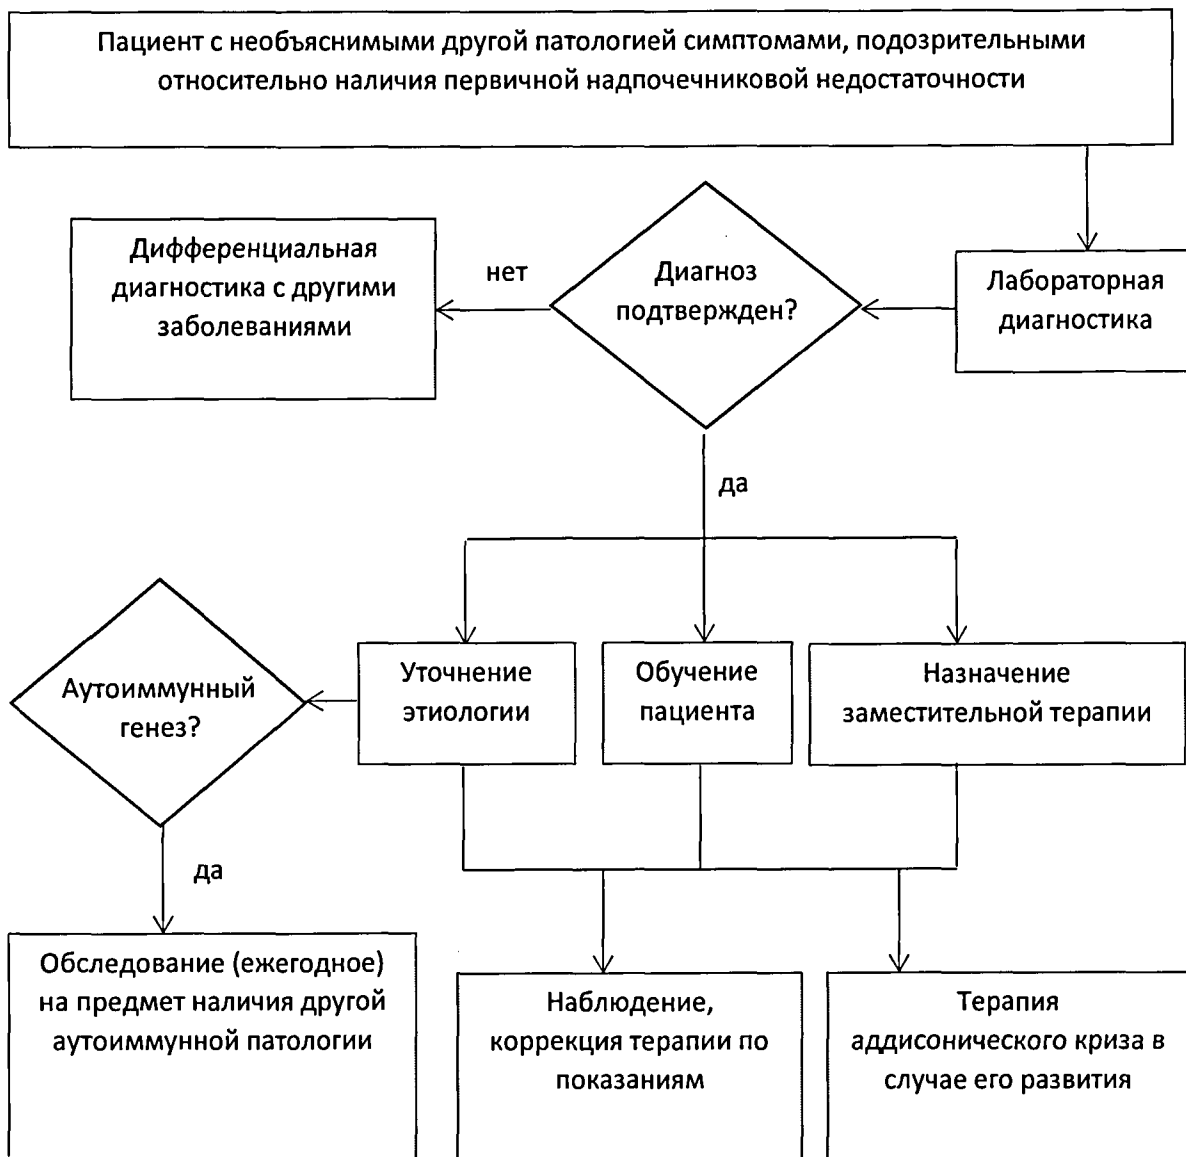 Пациент с необъяснимыми другой патологией симптомами, подозрительными
относительно наличия первичной надпочечниковой недостаточности
Дифференциальная
диагностика с другими
заболеваниями
нет
Диагноз
подтвержден?
Лабораторная
диагностика
да
Аутоиммунный
генез?
Уточнение
этиологии
Обучение
пациента
Назначение
заместительной терапии
да
Обследование (ежегодное)
на предмет наличия другой
аутоиммунной патологии
Наблюдение,
коррекция терапии по
показаниям
Терапия
аддисонического криза в
случае его развития